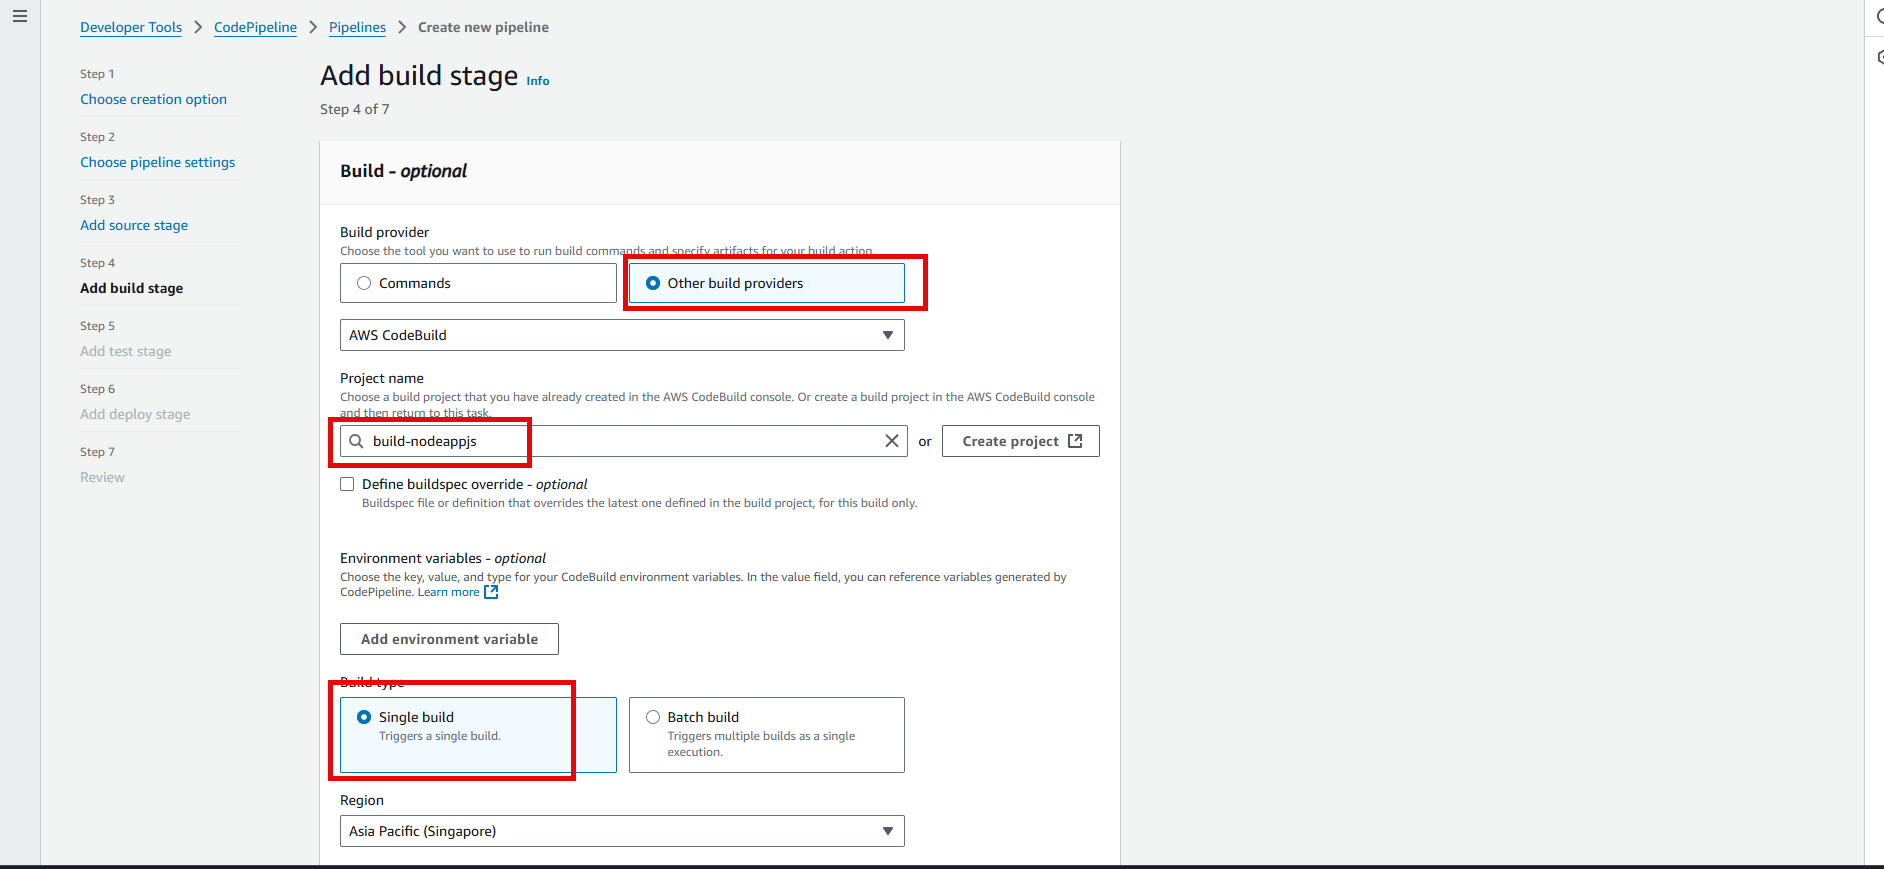 Developer Tools > CodePipeline > Pipelines > Create new pipeline
Step 1
Choose creation option
Step 2
Choose pipeline settings
Step 3
Add source stage
Step 4
Add build stage
Step 5
Add test stage
Step 6
Add deploy stage
Step 7
Review
Add build stage Info
Step 4 of 7
Build - optional
Build provider
Choose the tool you want to use to run build commands and specify artifacts for your build action.
Commands
Other build providers
AWS CodeBuild
Project name
Choose a build project that you have already created in the AWS CodeBuild console. Or create a build project in the AWS CodeBuild console
and then return to this task.
build-nodeappjs
or
Create project
Define buildspec override - optional
Buildspec file or definition that overrides the latest one defined in the build project, for this build only.
Environment variables - optional
Choose the key, value, and type for your CodeBuild environment variables. In the value field, you can reference variables generated by
CodePipeline. Learn more
Add environment variable
Build type
Single build
Triggers a single build.
Batch build
Triggers multiple builds as a single
execution.
Region
Asia Pacific (Singapore)